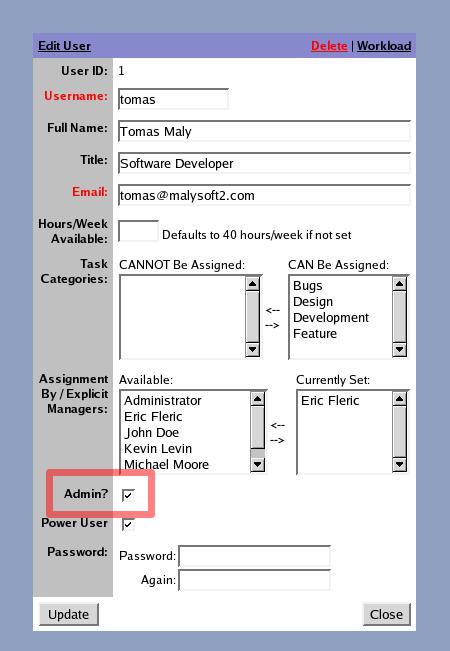 Edit User Delete | Workload
User ID: 1
Username: tomas
Full Name: Tomas Maly
Title: Software Developer
Email: tomas@malysoft2.com
Hours/Week
Available: Defaults to 40 hours/week if not set
Task
Categories:
CANNOT Be Assigned: CAN Be Assigned:
Bugs
Design
<-- Development
--> Feature
Assignment
By / Explicit
Managers:
Available: Currently Set:
Administrator Eric Fleric
Eric Fleric
John Doe <--
Kevin Levin -->
Michael Moore
Admin?
Power User
Password: Password:
Again:
Update Close